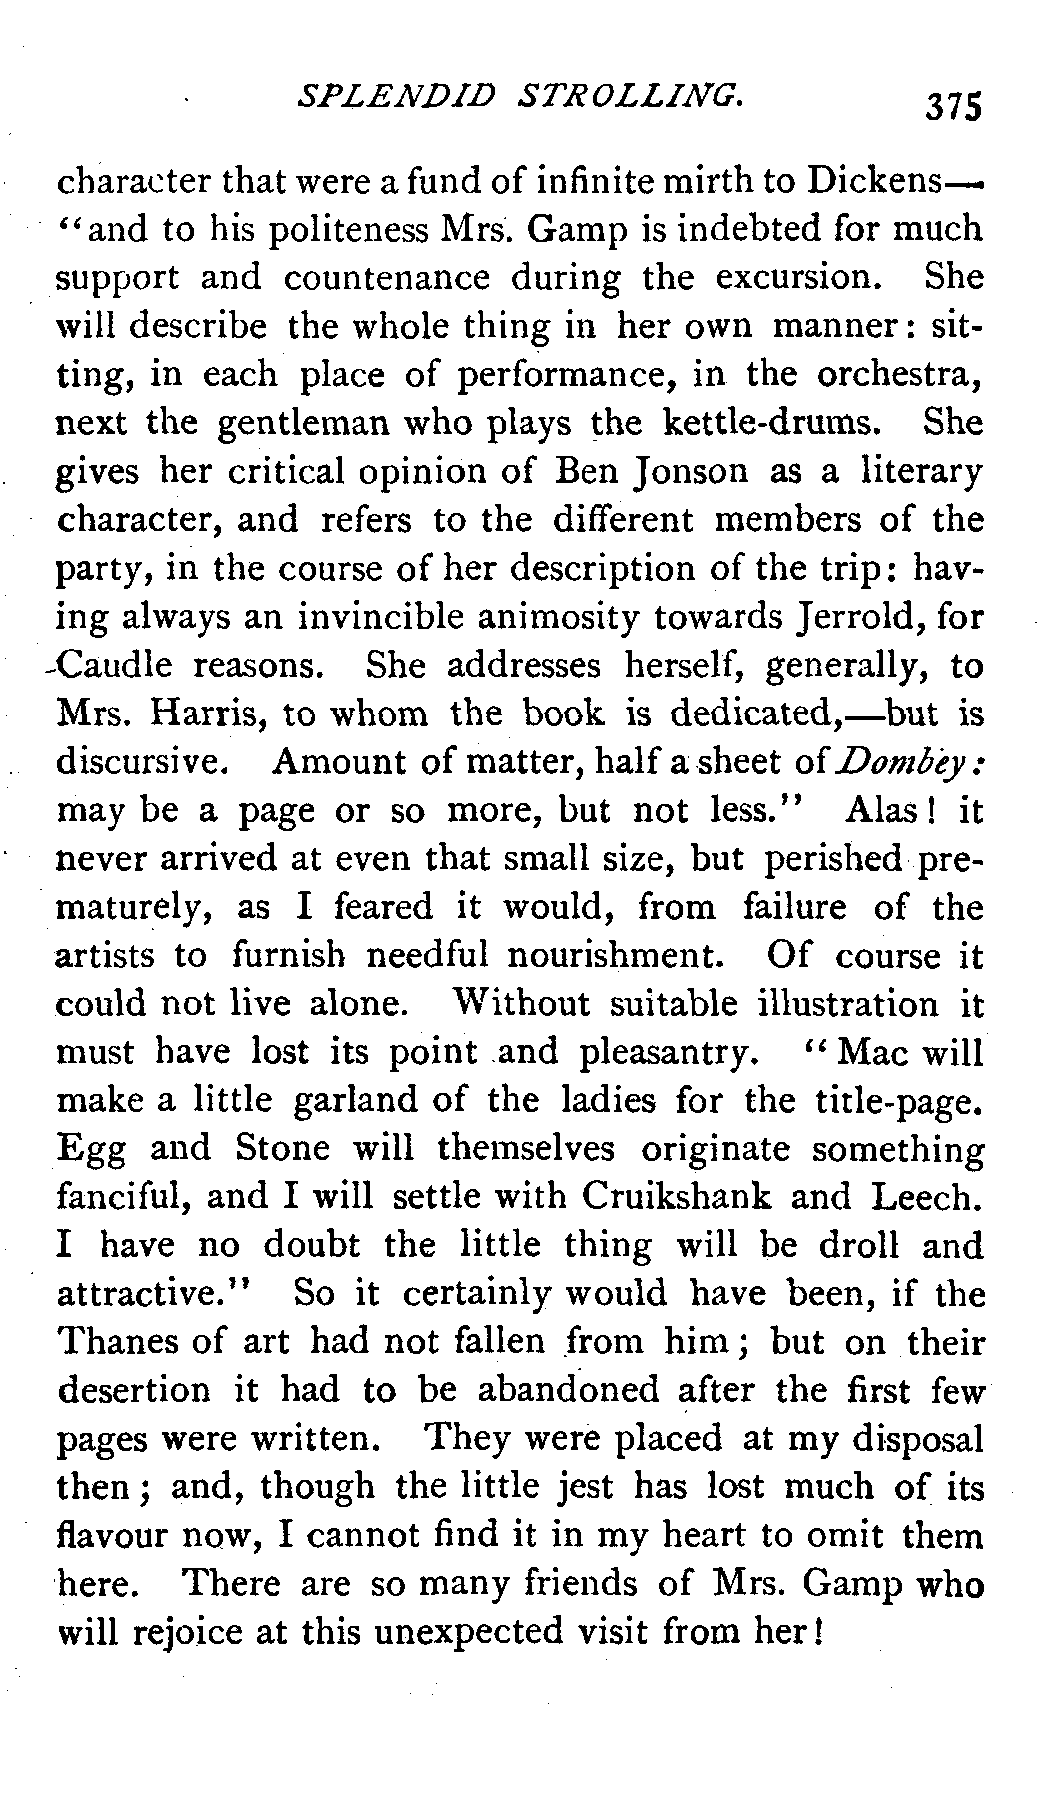 SPLENDID STROLLING. 375
character that were a fund of infinite mirth to Dickens—
“and to his politeness Mrs. Gamp is indebted for much
support and countenance during the excursion. She
will describe the whole thing in her own manner: sit-
ting, in each place of performance, in the orchestra,
next the gentleman who plays the kettle-drums. She
gives her critical opinion of Ben Jonson as a literary
character, and refers to the different members of the
party, in the course of her description of the trip: hav-
ing always an invincible animosity towards Jerrold, for
Caudle reasons. She addresses herself, generally, to
Mrs. Harris, to whom the book is dedicated,—but is
discursive. Amount of matter, half a sheet of Dombey:
may be a page or so more, but not less.” Alas! it
never arrived at even that small size, but perished pre-
maturely, as I feared it would, from failure of the
artists to furnish needful nourishment. Of course it
could not live alone. Without suitable illustration it
must have lost its point and pleasantry. “Mac will
make a little garland of the ladies for the title-page.
Egg and Stone will themselves originate something
fanciful, and I will settle with Cruikshank and Leech.
I have no doubt the little thing will be droll and
attractive.” So it certainly would have been, if the
Thanes of art had not fallen from him; but on their
desertion it had to be abandoned after the first few
pages were written. They were placed at my disposal
then; and, though the little jest has lost much of its
flavour now, I cannot find it in my heart to omit them
here. There are so many friends of Mrs. Gamp who
will rejoice at this unexpected visit from her!